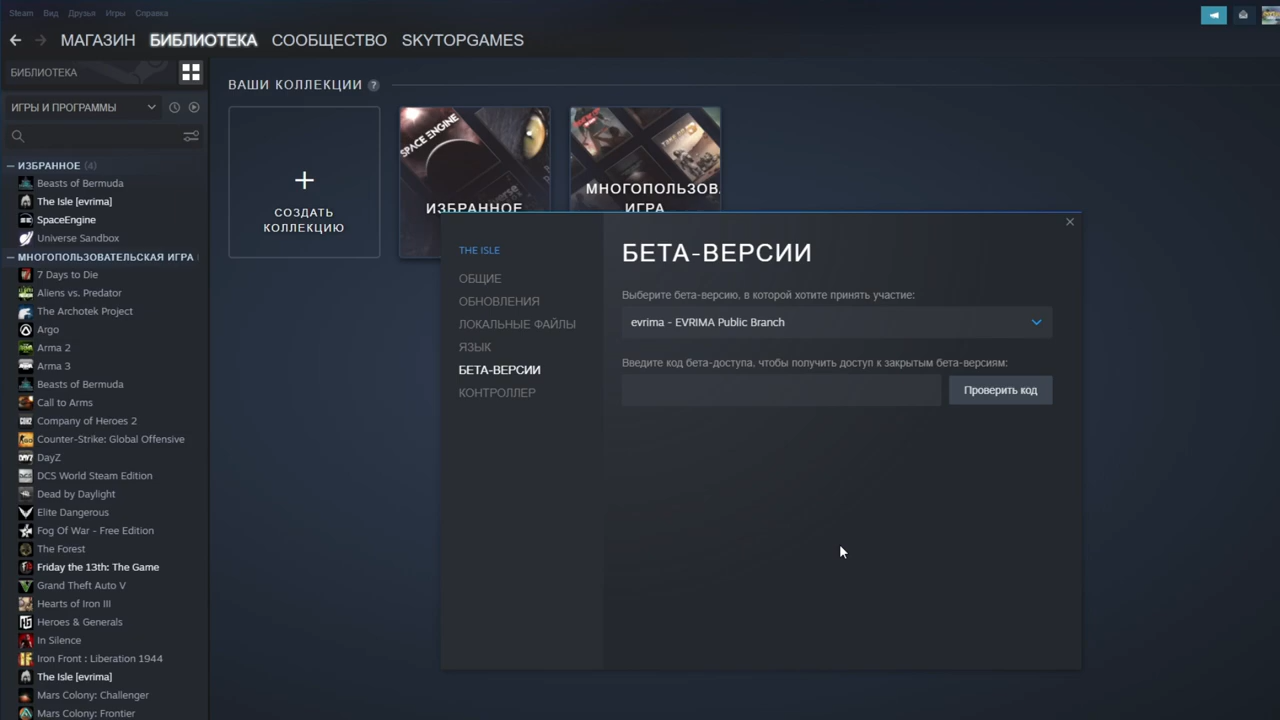 Steam Вид Друзья Игры Справка
МАГАЗИН БИБЛИОТЕКА СООБЩЕСТВО SKYTOPGAMES
БИБЛИОТЕКА
ИГРЫ И ПРОГРАММЫ
ИЗБРАННОЕ (4)
Beasts of Bermuda
The Isle [evrima]
SpaceEngine
Universe Sandbox
МНОГОПОЛЬЗОВАТЕЛЬСКАЯ ИГРА
7 Days to Die
Aliens vs. Predator
The Archotek Project
Argo
Arma 2
Arma 3
Beasts of Bermuda
Call to Arms
Company of Heroes 2
Counter-Strike: Global Offensive
DayZ
DCS World Steam Edition
Dead by Daylight
Elite Dangerous
Fog Of War - Free Edition
The Forest
Friday the 13th: The Game
Grand Theft Auto V
Hearts of Iron III
Heroes & Generals
In Silence
Iron Front : Liberation 1944
The Isle [evrima]
Mars Colony: Challenger
Mars Colony: Frontier
ВАШИ КОЛЛЕКЦИИ ?
+
СОЗДАТЬ
КОЛЛЕКЦИЮ
SPACE ENGINE
ИЗБРАННОЕ
МНОГОПОЛЬЗОВ
ИГРА
THE ISLE
ОБЩИЕ
ОБНОВЛЕНИЯ
ЛОКАЛЬНЫЕ ФАЙЛЫ
ЯЗЫК
БЕТА-ВЕРСИИ
КОНТРОЛЛЕР
БЕТА-ВЕРСИИ
Выберите бета-версию, в которой хотите принять участие:
evrima - EVRIMA Public Branch
Введите код бета-доступа, чтобы получить доступ к закрытым бета-версиям:
Проверить код